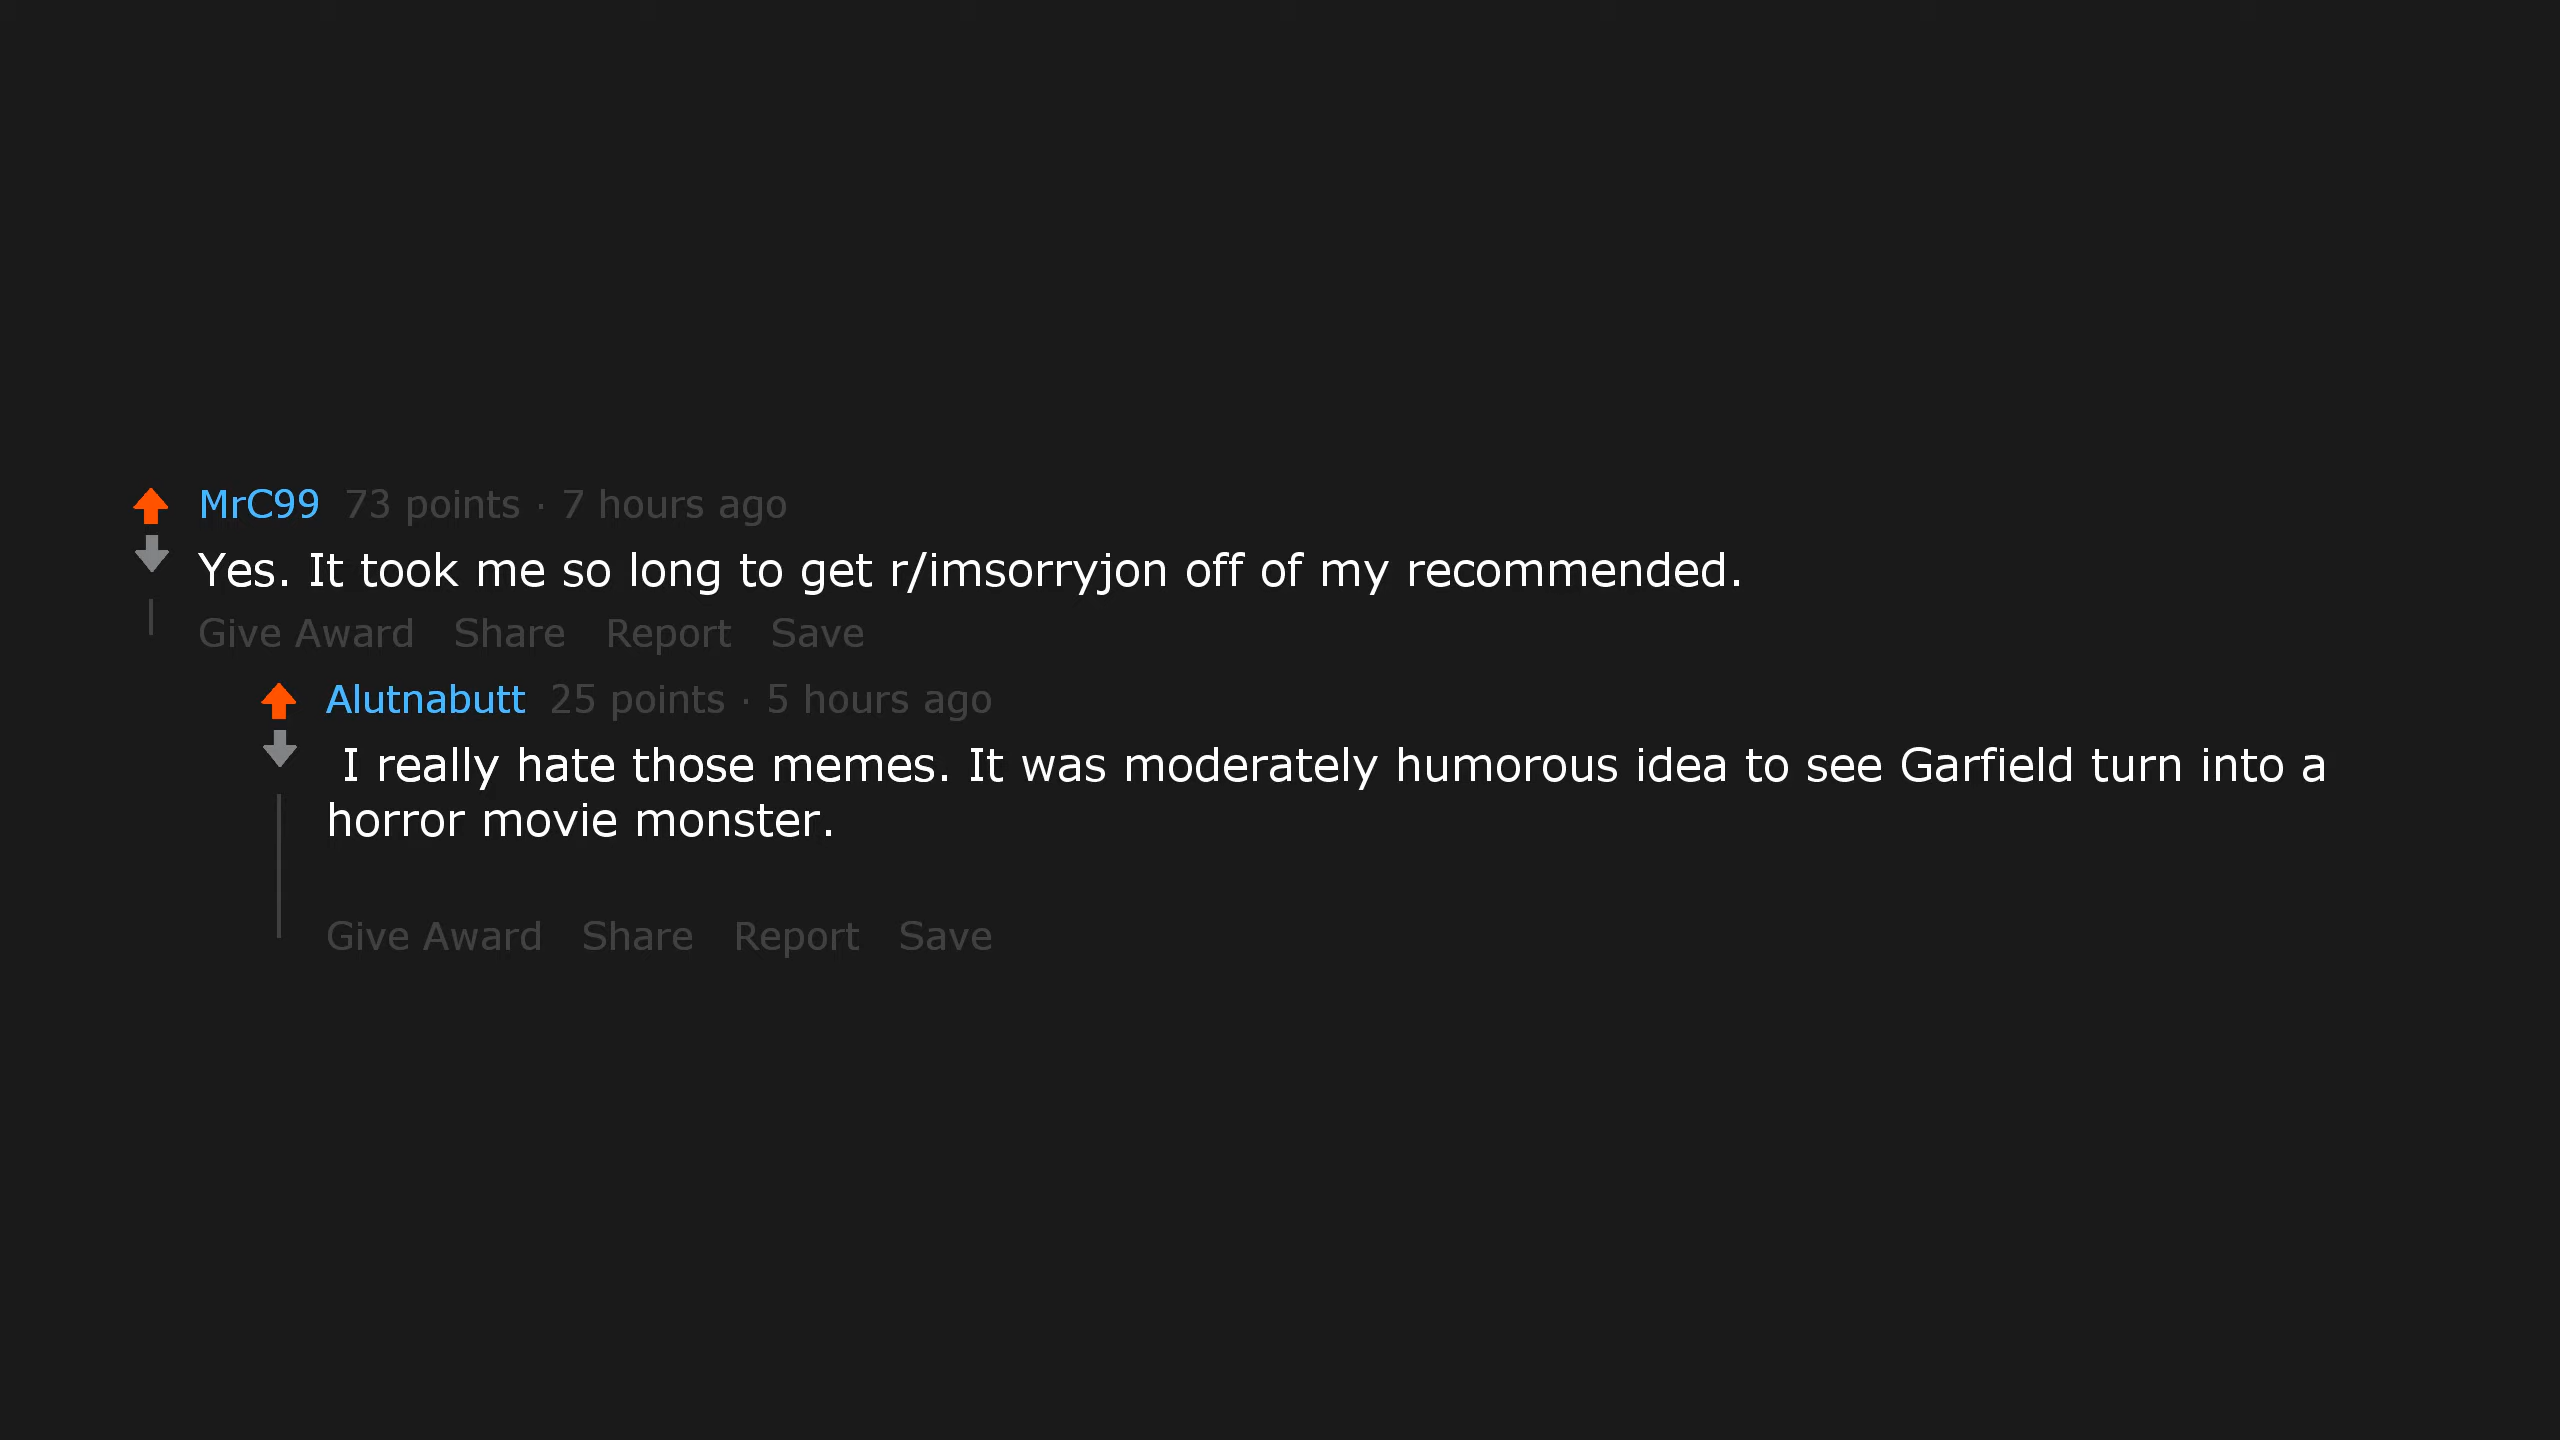 MrC99 73 points · 7 hours ago
Yes. It took me so long to get r/imsorryjon off of my recommended.
Give Award Share Report Save
Alutnabutt 25 points · 5 hours ago
I really hate those memes. It was moderately humorous idea to see Garfield turn into a
horror movie monster.
Give Award Share Report Save